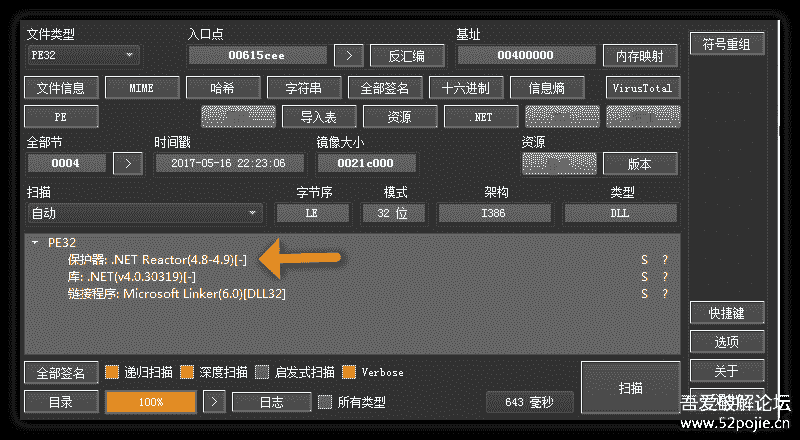 文件类型 入口点 基址
PE32 00615cee > 反汇编 00400000 内存映射 符号重组
文件信息 MIME 哈希 字符串 全部签名 十六进制 信息熵 VirusTotal
PE 导入表 资源 .NET
全部节 时间戳 镜像大小 资源
0004 > 2017-05-16 22:23:06 0021c000 版本
扫描 字节序 模式 架构 类型
自动 LE 32 位 I386 DLL
PE32
保护器: .NET Reactor(4.8-4.9)[-] S ?
库: .NET(v4.0.30319)[-] S ?
链接程序: Microsoft Linker(6.0)[DLL32] S ?
快捷键
选项
全部签名 递归扫描 深度扫描 启发式扫描 Verbose 扫描 关于
目录 100% > 日志 所有类型 643 毫秒
吾爱破解论坛
www.52pojie.cn